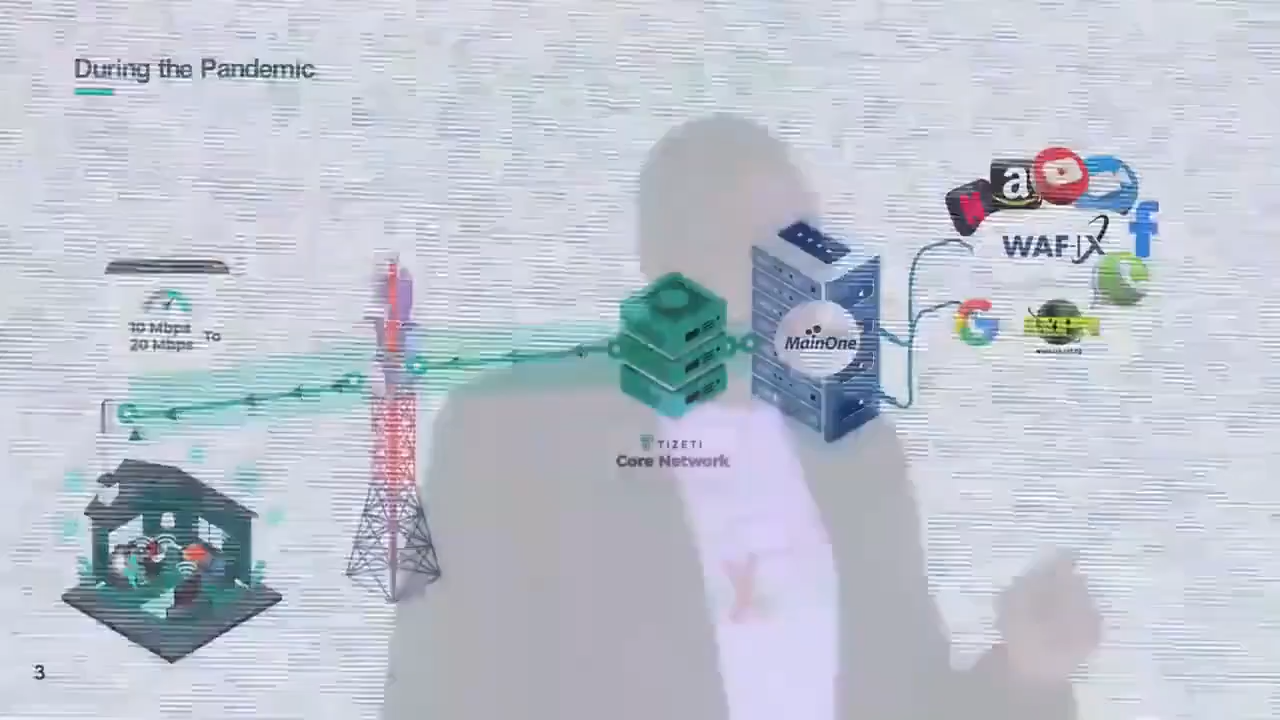 During the Pandemic
a
WAF-IX
f
10 Mbps
20 Mbps To
G
MainOne
TIZETI
Core Network
3